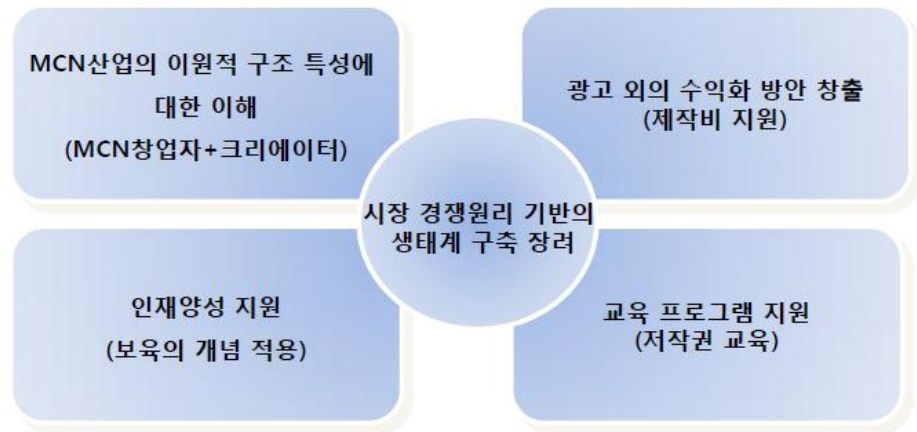 MCN산업의 이원적 구조 특성에
대한 이해
(MCN창업자+크리에이터)
광고 외의 수익화 방안 창출
(제작비 지원)
시장 경쟁원리 기반의
생태계 구축 장려
인재양성 지원
(보육의 개념 적용)
교육 프로그램 지원
(저작권 교육)